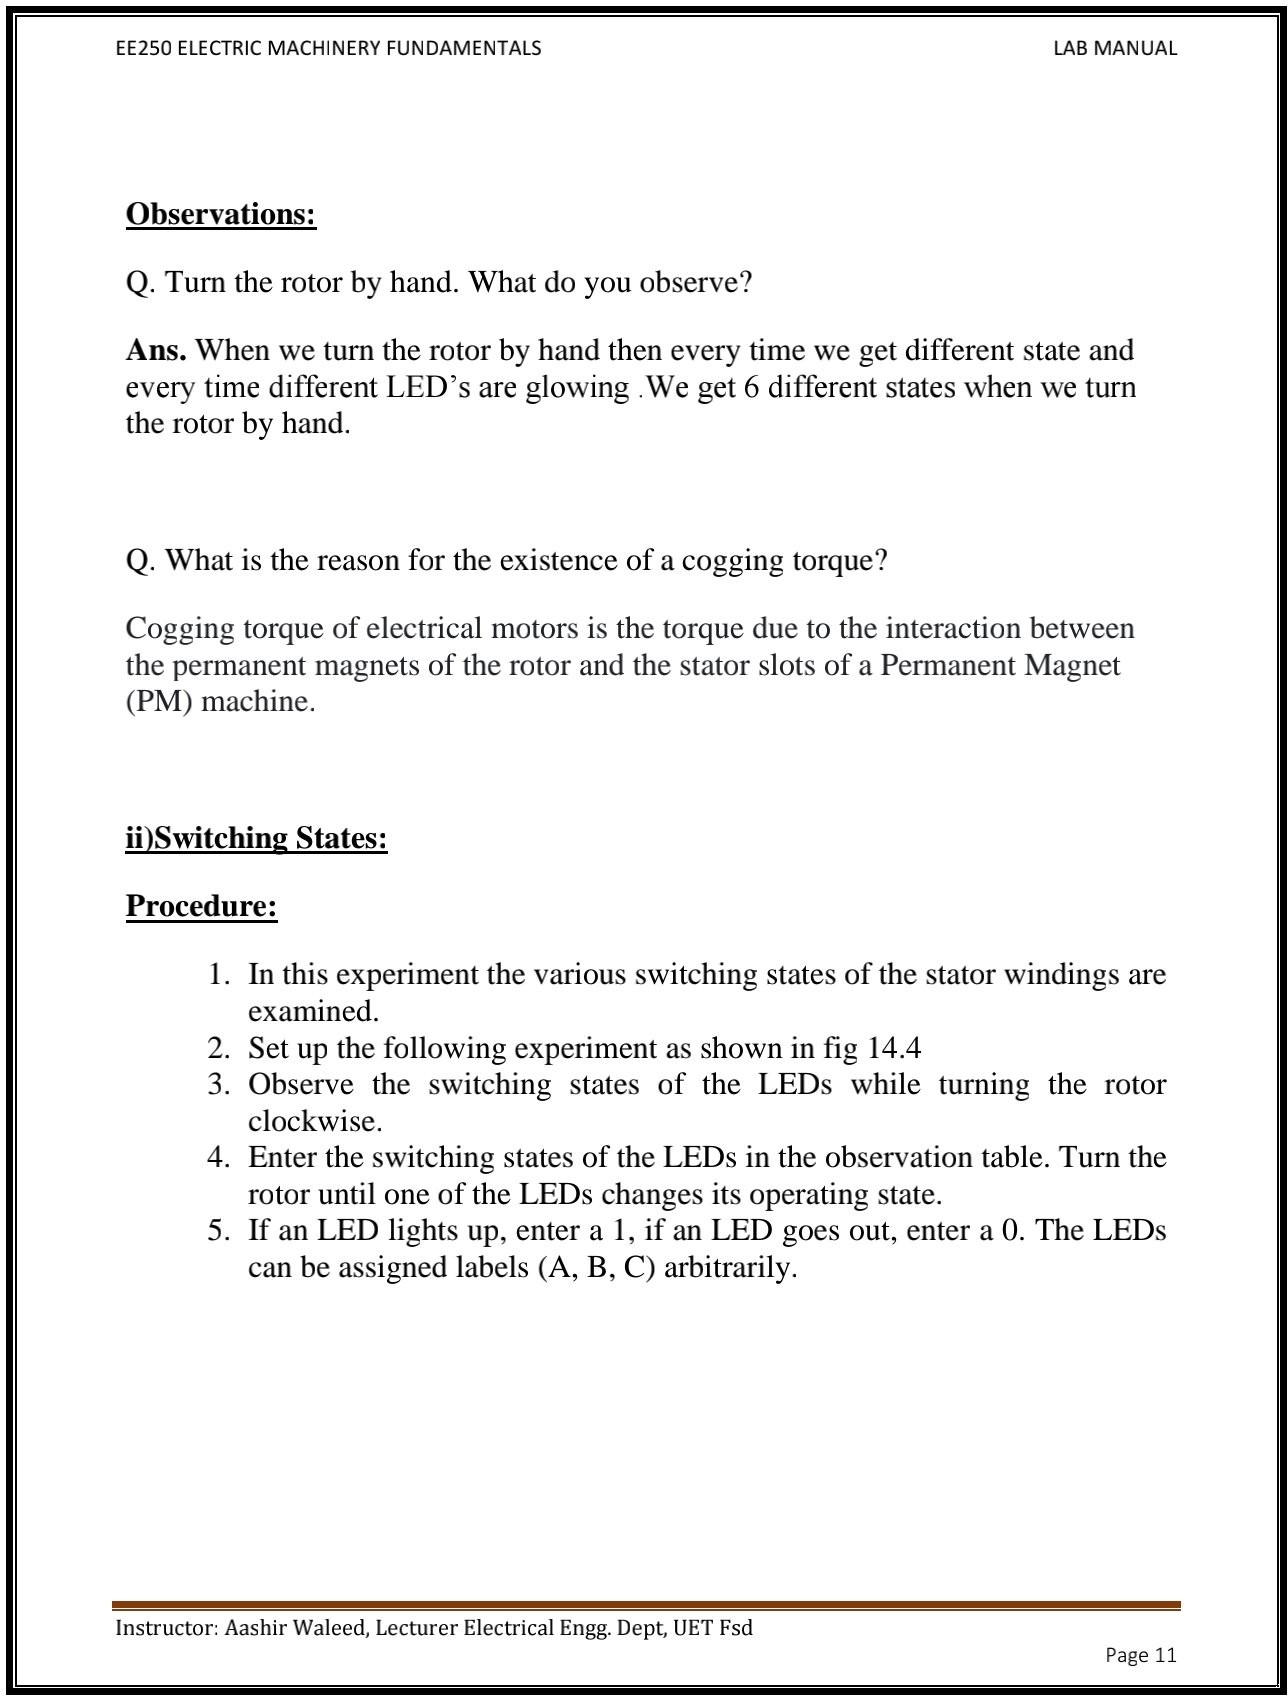 EE250 ELECTRIC MACHINERY FUNDAMENTALS LAB MANUAL
Observations:
Q. Turn the rotor by hand. What do you observe?
Ans. When we turn the rotor by hand then every time we get different state and
every time different LED’s are glowing .We get 6 different states when we turn
the rotor by hand.
Q. What is the reason for the existence of a cogging torque?
Cogging torque of electrical motors is the torque due to the interaction between
the permanent magnets of the rotor and the stator slots of a Permanent Magnet
(PM) machine.
ii)Switching States:
Procedure:
1. In this experiment the various switching states of the stator windings are
examined.
2. Set up the following experiment as shown in fig 14.4
3. Observe the switching states of the LEDs while turning the rotor
clockwise.
4. Enter the switching states of the LEDs in the observation table. Turn the
rotor until one of the LEDs changes its operating state.
5. If an LED lights up, enter a 1, if an LED goes out, enter a 0. The LEDs
can be assigned labels (A, B, C) arbitrarily.
Instructor: Aashir Waleed, Lecturer Electrical Engg. Dept, UET Fsd
Page 11